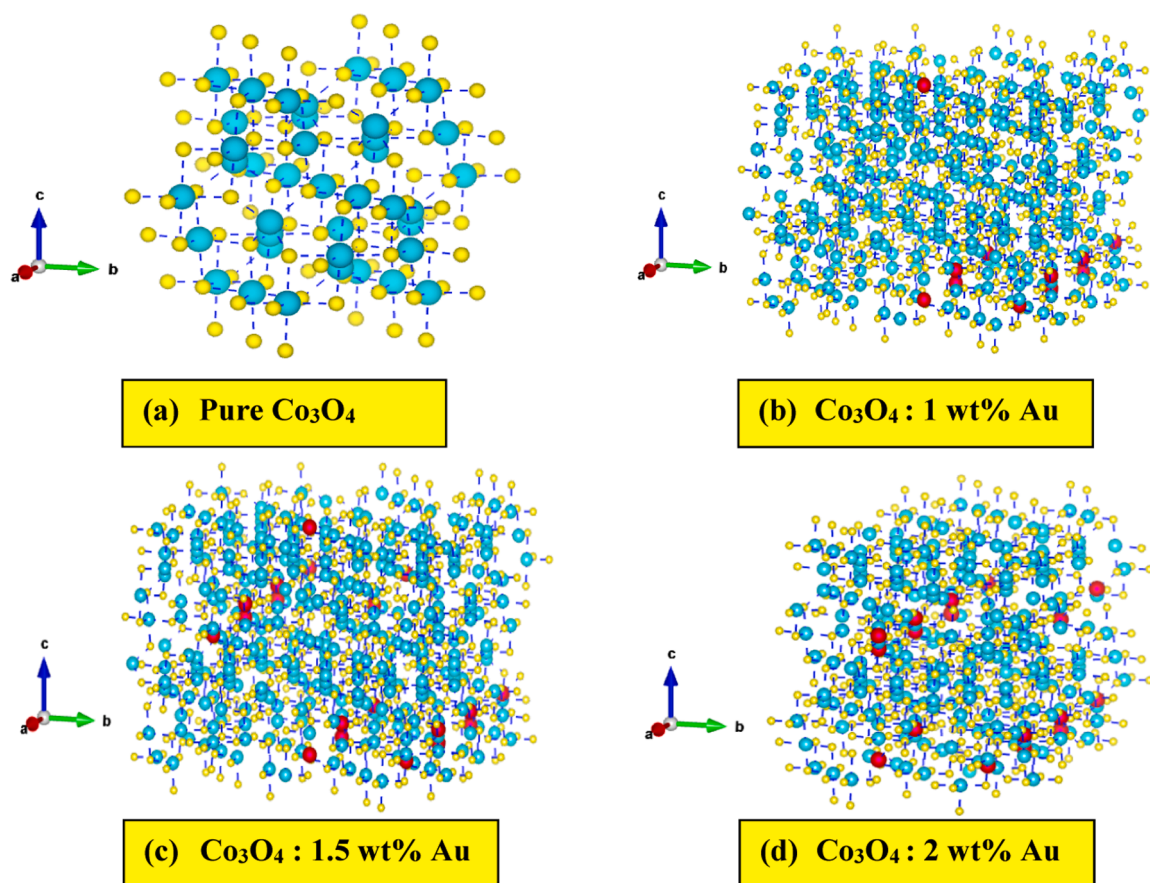 c
a
b
c
a
b
(a) Pure Co₃O₄
(b) Co₃O₄ : 1 wt% Au
c
a
b
c
a
b
(c) Co₃O₄ : 1.5 wt% Au
(d) Co₃O₄ : 2 wt% Au